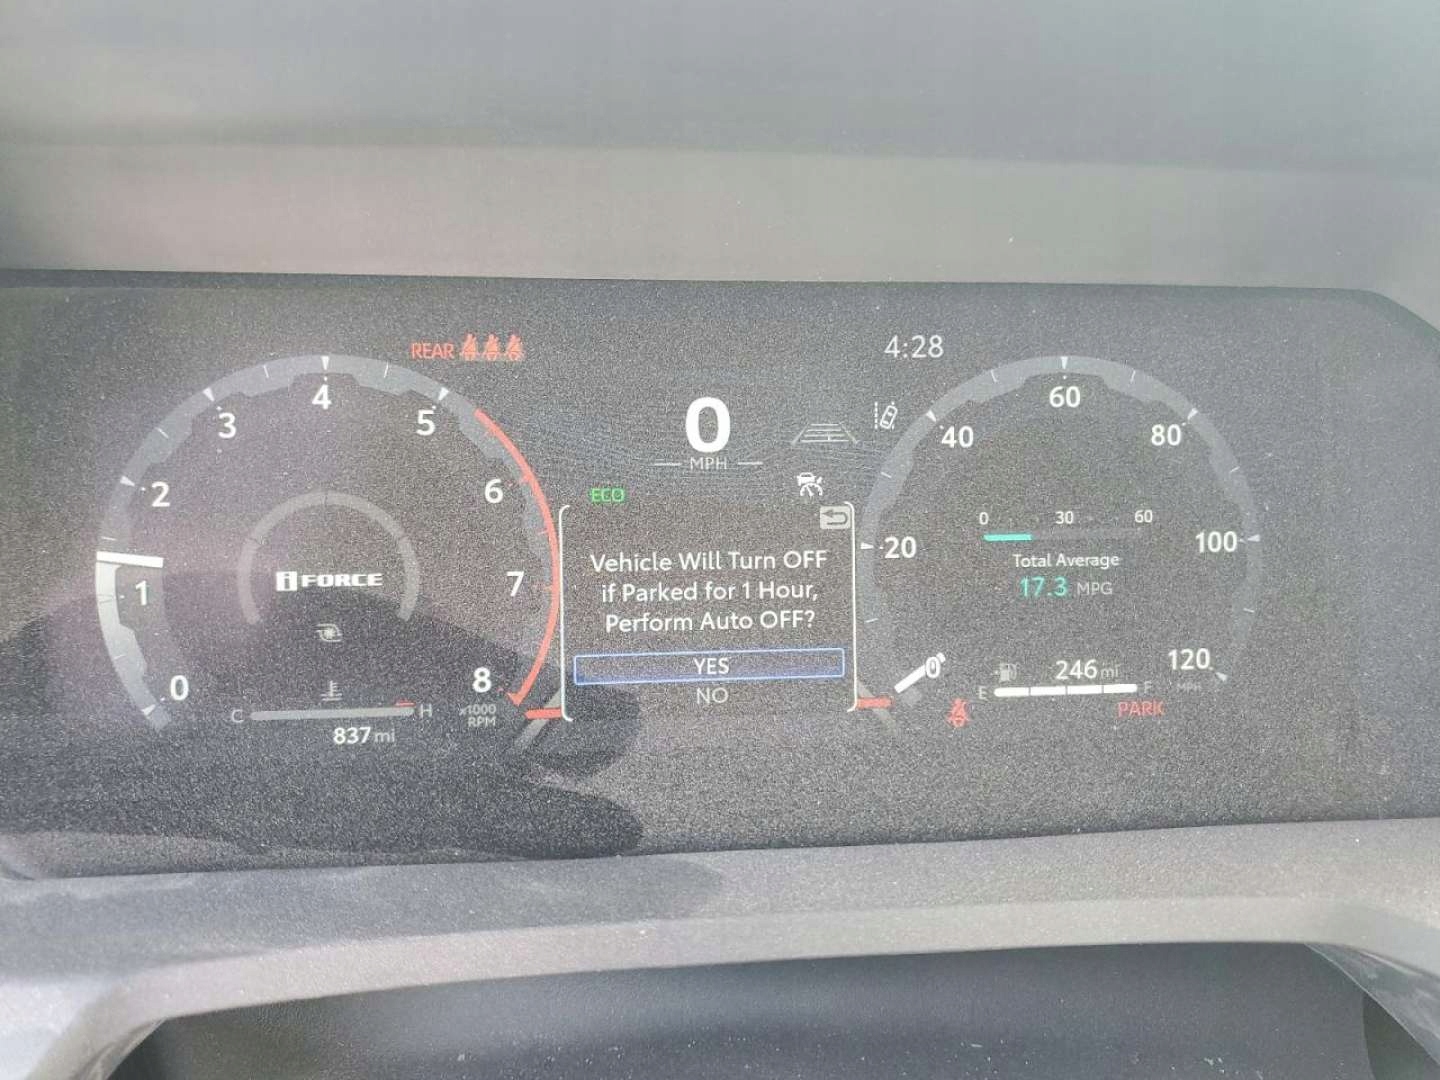 REAR
4:28
0
MPH
ECO
0
1
2
3
4
5
6
7
8
x1000
RPM
i FORCE
C
H
837 mi
Vehicle Will Turn OFF
if Parked for 1 Hour,
Perform Auto OFF?
YES
NO
0
20
40
60
80
100
120
MPH
0 30 60
Total Average
17.3 MPG
246 mi
E F
PARK